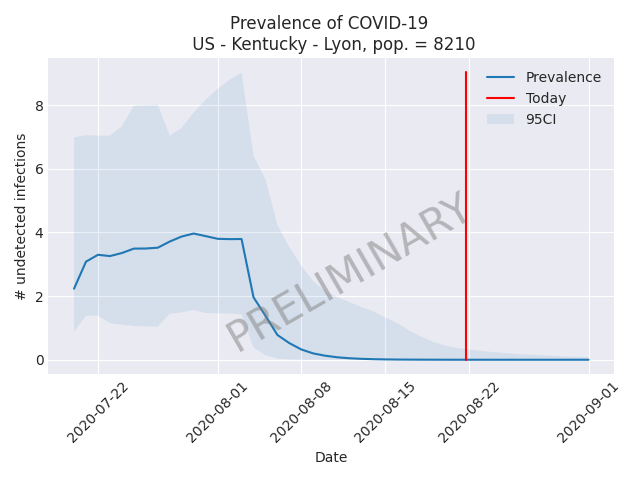 Prevalence of COVID-19
US - Kentucky - Lyon, pop. = 8210
# undetected infections
8
6
4
2
0
Prevalence
Today
95CI
PRELIMINARY
2020-07-22
2020-08-01
2020-08-08
2020-08-15
2020-08-22
2020-09-01
Date